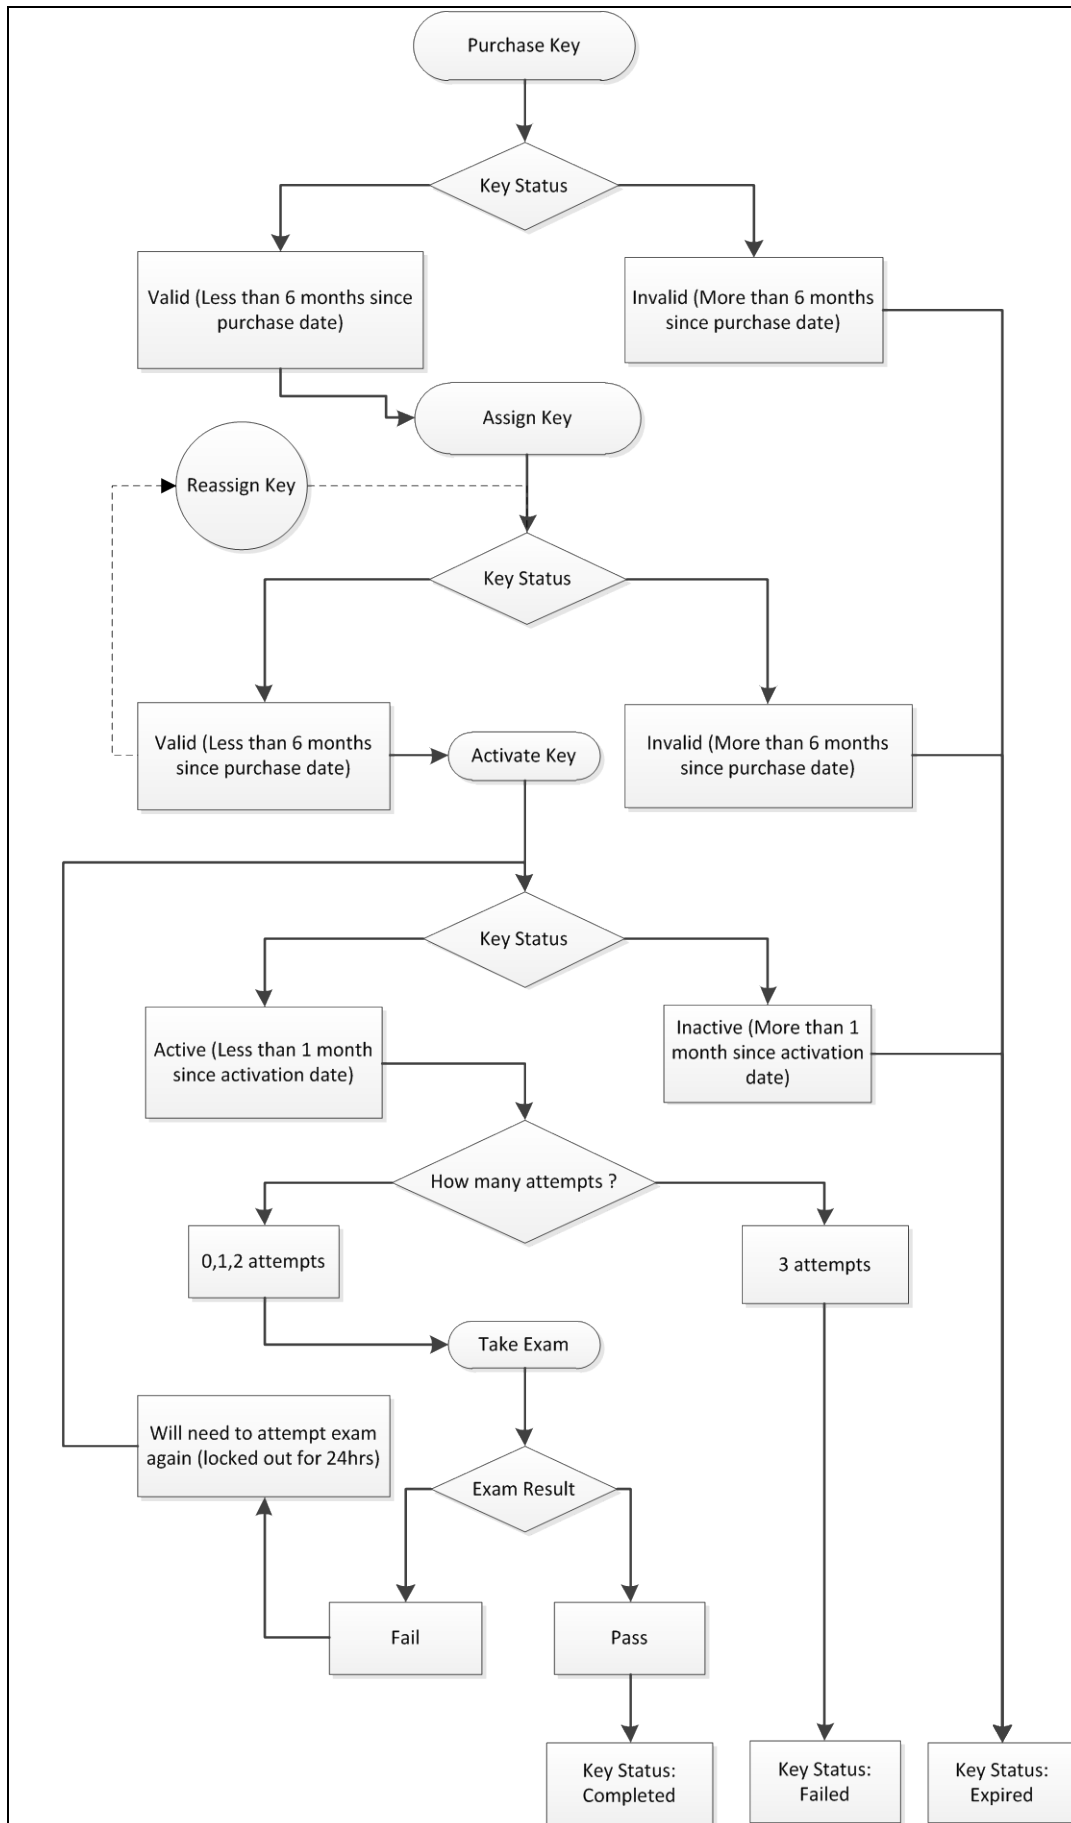 Purchase Key
Key Status
Valid (Less than 6 months since
purchase date)
Invalid (More than 6 months
since purchase date)
Assign Key
Reassign Key
Key Status
Valid (Less than 6 months
since purchase date)
Activate Key
Invalid (More than 6 months
since purchase date)
Key Status
Active (Less than 1 month
since activation date)
Inactive (More than 1
month since activation
date)
How many attempts ?
0,1,2 attempts
3 attempts
Take Exam
Will need to attempt exam
again (locked out for 24hrs)
Exam Result
Fail
Pass
Key Status:
Completed
Key Status:
Failed
Key Status:
Expired